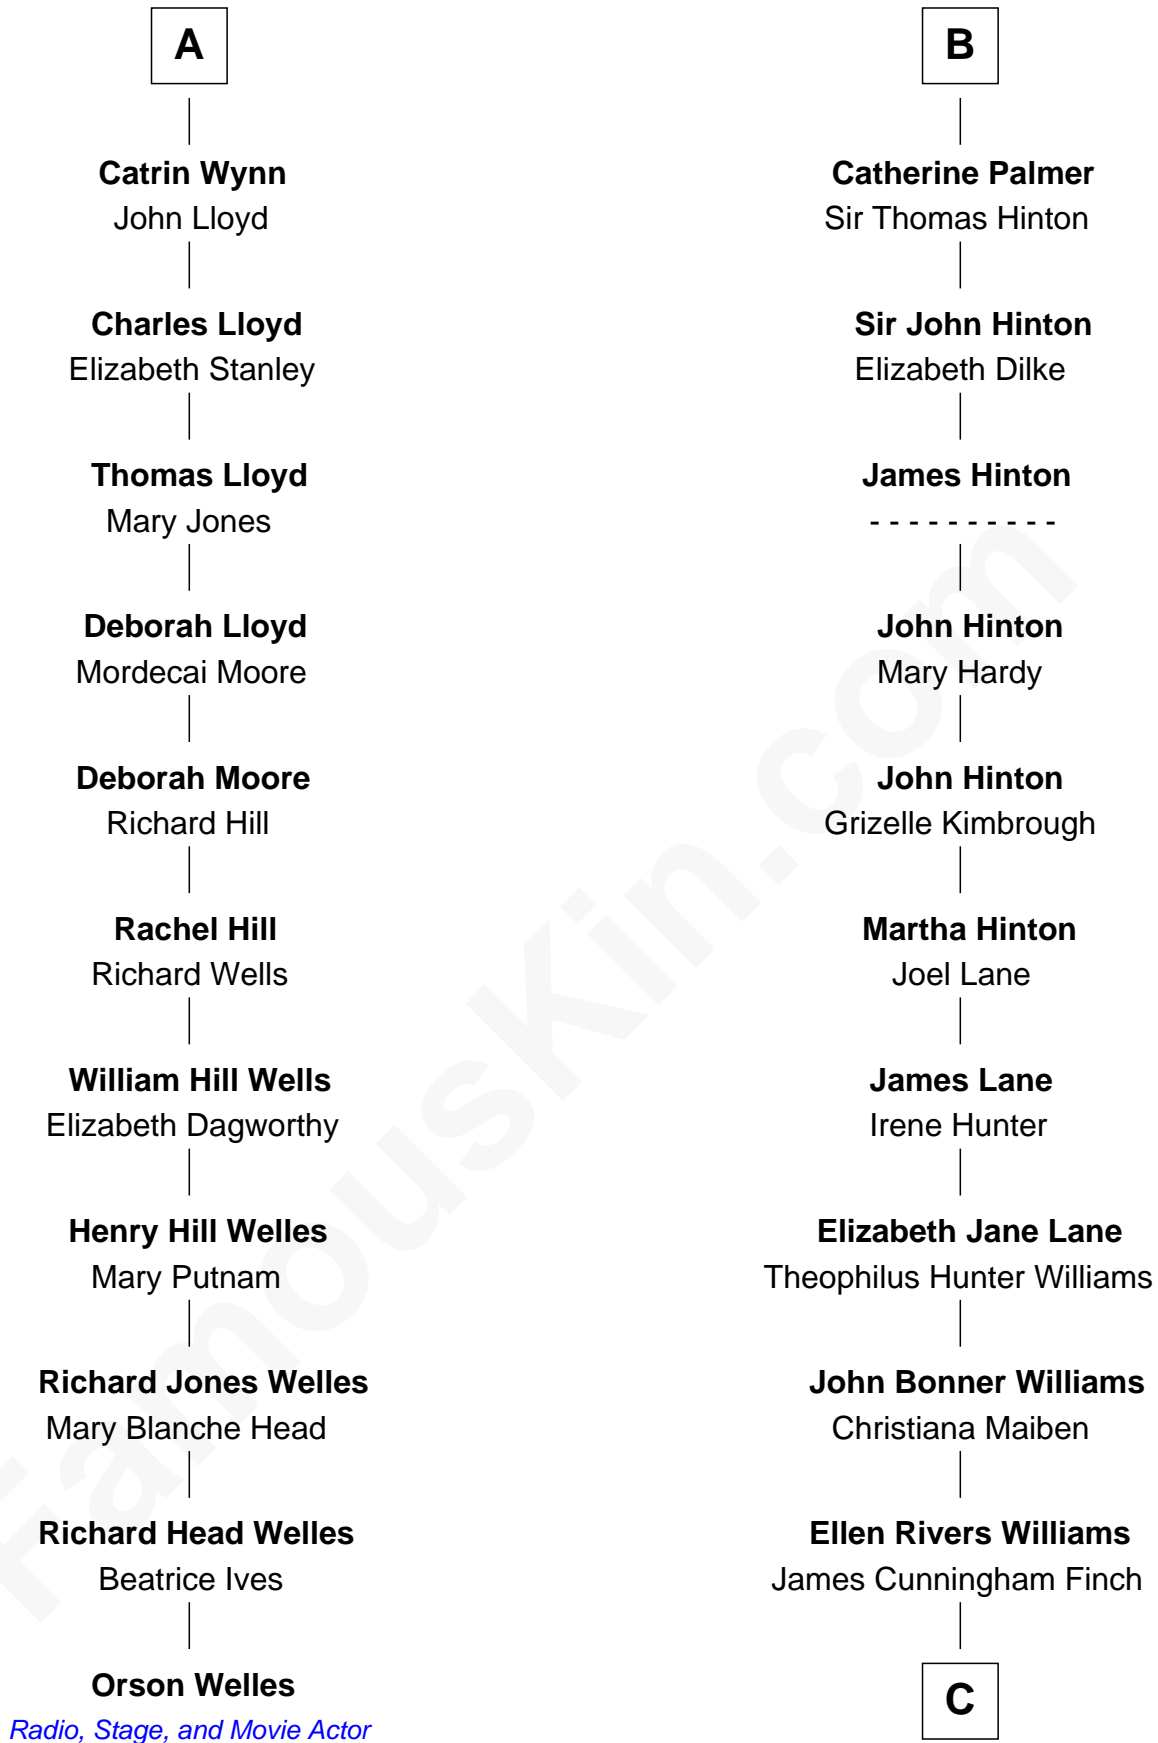 A
Catrin Wynn
John Lloyd
Charles Lloyd
Elizabeth Stanley
Thomas Lloyd
Mary Jones
Deborah Lloyd
Mordecai Moore
Deborah Moore
Richard Hill
Rachel Hill
Richard Wells
William Hill Wells
Elizabeth Dagworthy
Henry Hill Welles
Mary Putnam
Richard Jones Welles
Mary Blanche Head
Richard Head Welles
Beatrice Ives
Orson Welles
Radio, Stage, and Movie Actor
B
Catherine Palmer
Sir Thomas Hinton
Sir John Hinton
Elizabeth Dilke
James Hinton
- - - - - - - - - -
John Hinton
Mary Hardy
John Hinton
Grizelle Kimbrough
Martha Hinton
Joel Lane
James Lane
Irene Hunter
Elizabeth Jane Lane
Theophilus Hunter Williams
John Bonner Williams
Christiana Maiben
Ellen Rivers Williams
James Cunningham Finch
C
FamousKin.com